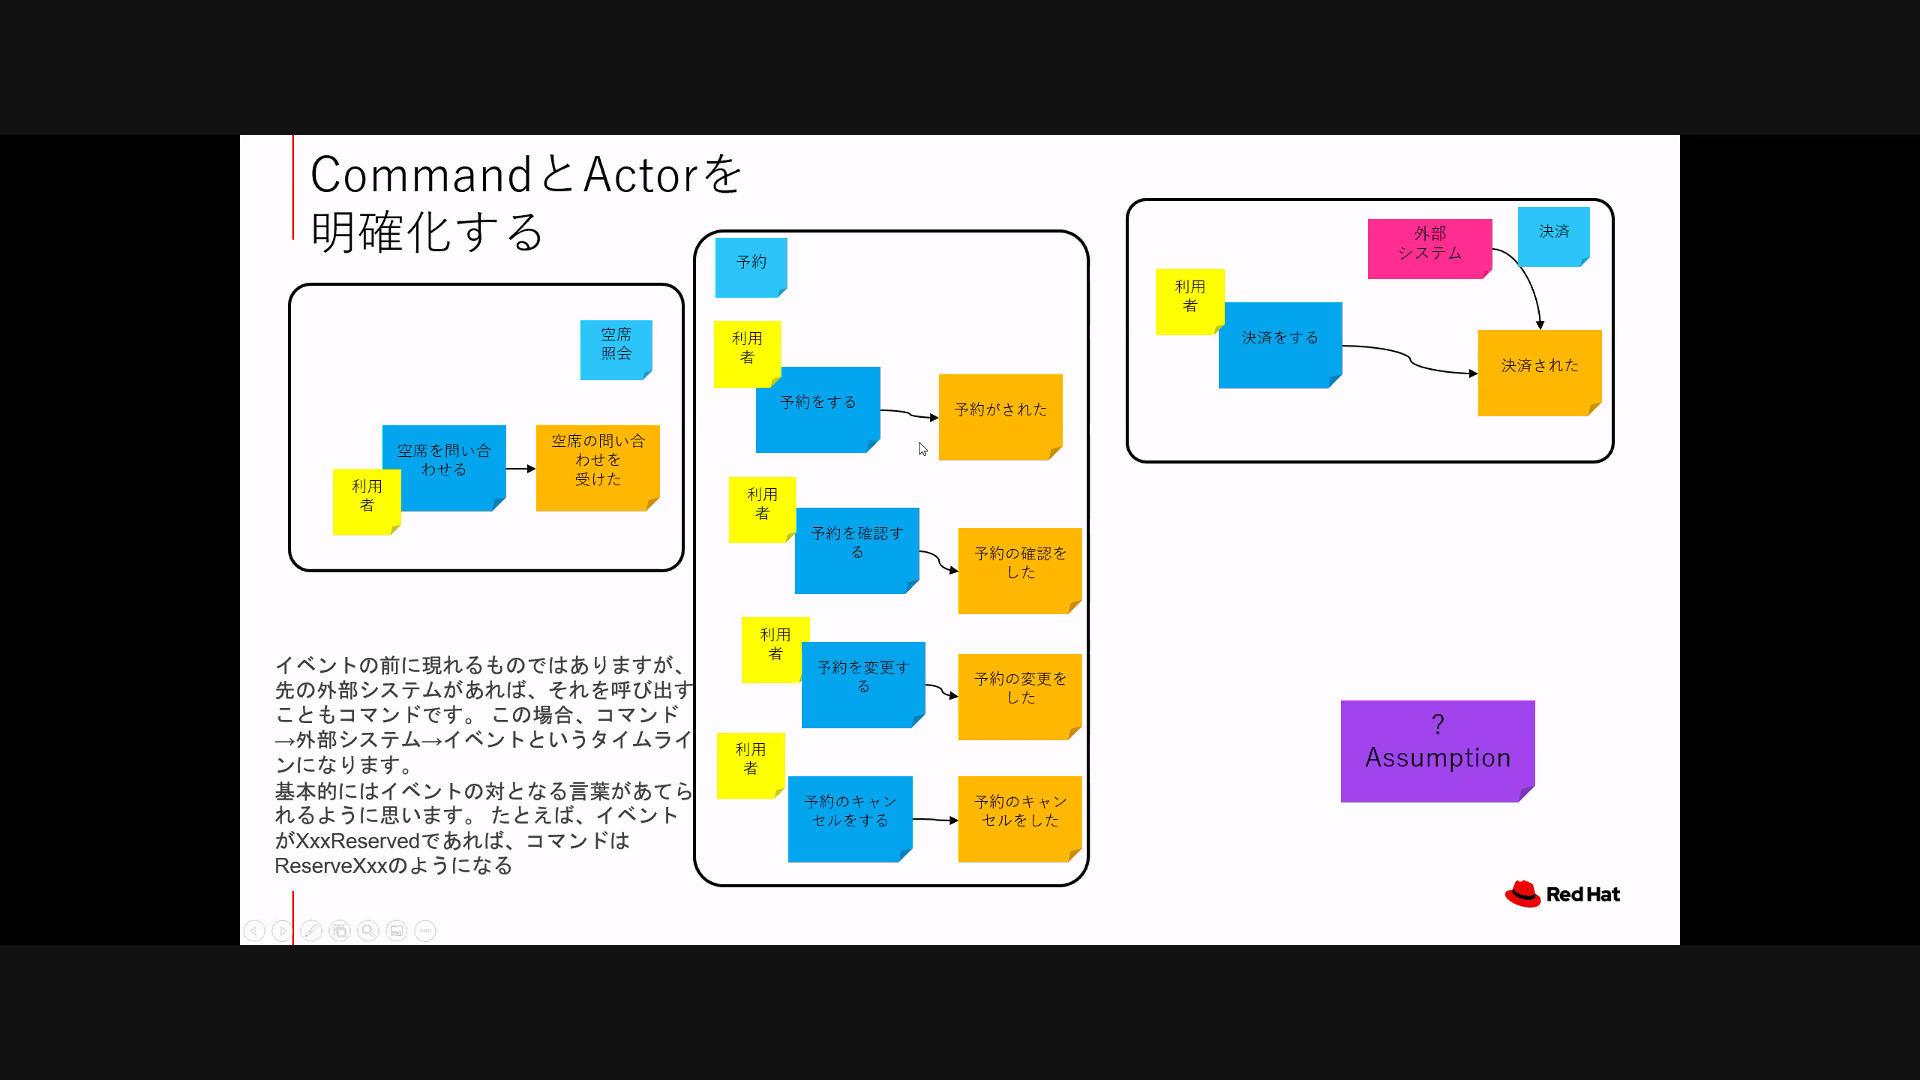 CommandとActorを
明確化する
空席
照会
空席を問い合
わせる
空席の問い合
わせを
受けた
利用
者
イベントの前に現れるものではありますが、
先の外部システムがあれば、それを呼び出す
こともコマンドです。 この場合、コマンド
→外部システム→イベントというタイムライ
ンになります。
基本的にはイベントの対となる言葉があてら
れるように思います。 たとえば、イベント
がXxxReservedであれば、コマンドは
ReserveXxxのようになる
予約
利用
者
予約をする
予約がされた
利用
者
予約を確認す
る
予約の確認を
した
利用
者
予約を変更す
る
予約の変更を
した
利用
者
予約のキャン
セルをする
予約のキャン
セルをした
外部
システム
決済
利用
者
決済をする
決済された
?
Assumption
Red Hat